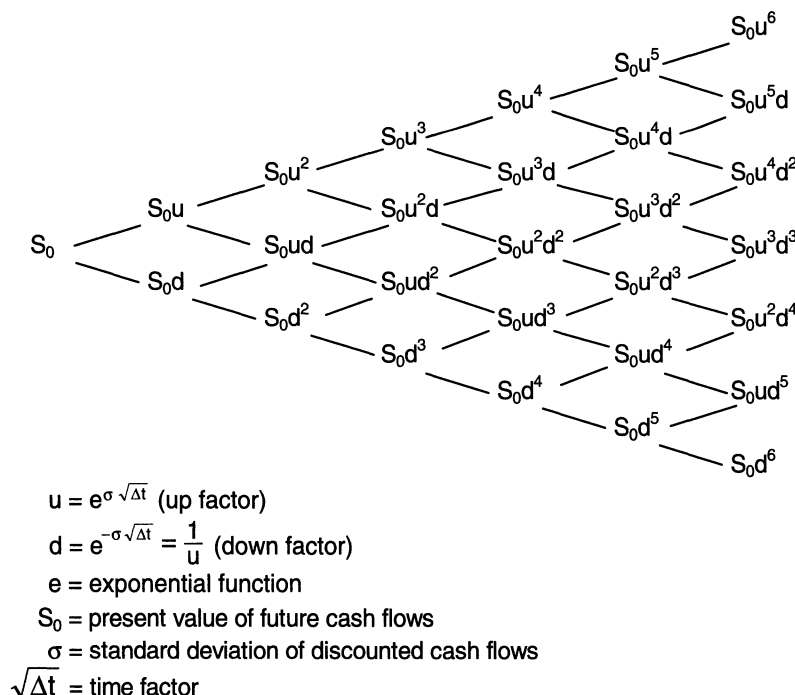 S₀u⁶
S₀u⁵
S₀u⁴ S₀u⁵d
S₀u³ S₀u⁴d
S₀u² S₀u³d S₀u⁴d²
S₀u S₀u²d S₀u³d²
S₀ S₀ud S₀u²d² S₀u³d³
S₀d S₀ud² S₀u²d³
S₀d² S₀ud³ S₀u²d⁴
S₀d³ S₀ud⁴
S₀d⁴ S₀ud⁵
S₀d⁵
S₀d⁶
u = e^σ√Δt (up factor)
d = e^-σ√Δt = 1/u (down factor)
e = exponential function
S₀ = present value of future cash flows
σ = standard deviation of discounted cash flows
√Δt = time factor